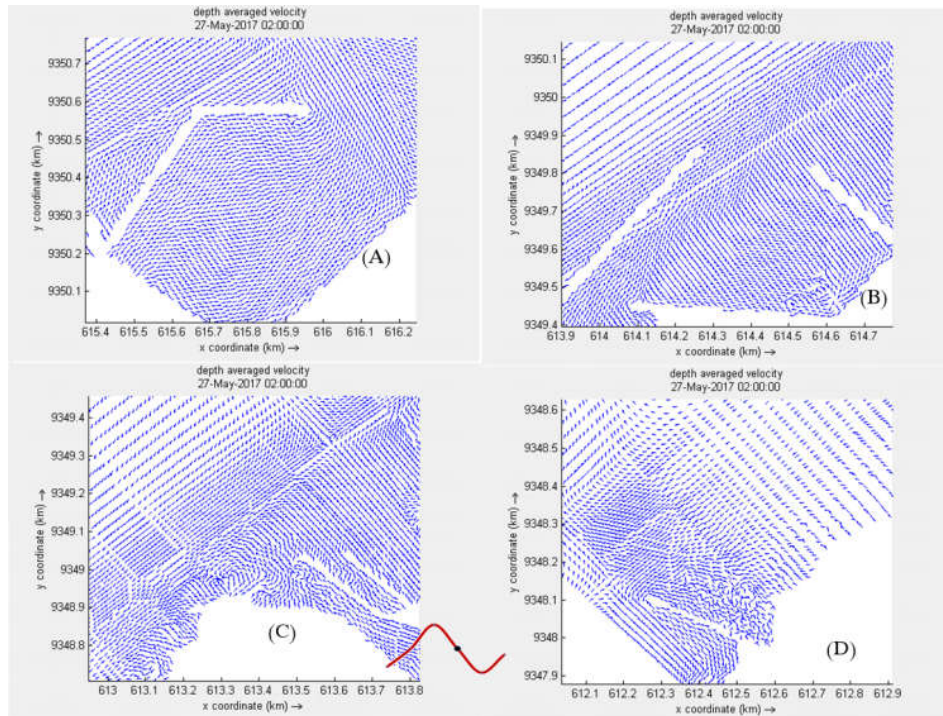 depth averaged velocity
27-May-2017 02:00:00
9350.7
9350.6
9350.5
9350.4
9350.3
9350.2
9350.1
y coordinate (km) →
(A)
615.4 615.5 615.6 615.7 615.8 615.9 616 616.1 616.2
x coordinate (km) →
depth averaged velocity
27-May-2017 02:00:00
9350.1
9350
9349.9
9349.8
9349.7
9349.6
9349.5
9349.4
y coordinate (km) →
(B)
613.9 614 614.1 614.2 614.3 614.4 614.5 614.6 614.7
x coordinate (km) →
depth averaged velocity
27-May-2017 02:00:00
9349.4
9349.3
9349.2
9349.1
9349
9348.9
9348.8
y coordinate (km) →
(C)
613 613.1 613.2 613.3 613.4 613.5 613.6 613.7 613.8
x coordinate (km) →
depth averaged velocity
27-May-2017 02:00:00
9348.6
9348.5
9348.4
9348.3
9348.2
9348.1
9348
9347.9
y coordinate (km) →
(D)
612.1 612.2 612.3 612.4 612.5 612.6 612.7 612.8 612.9
x coordinate (km) →